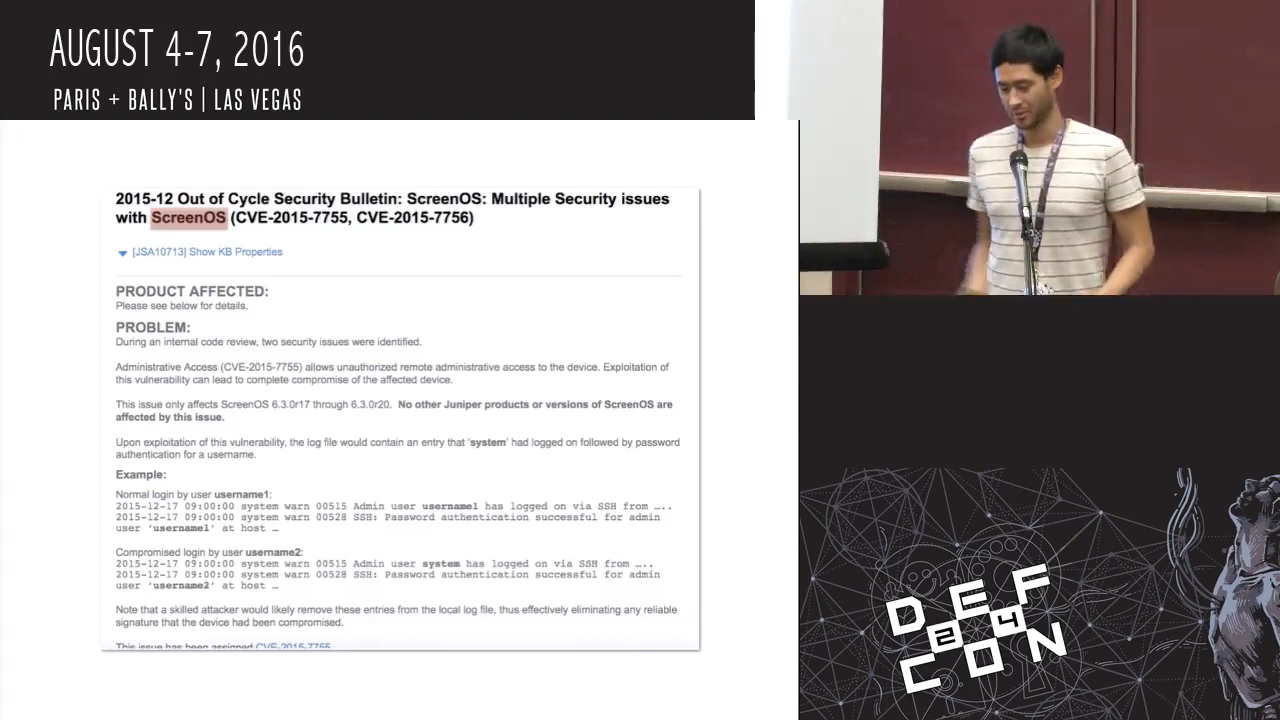 AUGUST 4-7, 2016
PARIS + BALLY'S | LAS VEGAS
2015-12 Out of Cycle Security Bulletin: ScreenOS: Multiple Security issues
with ScreenOS (CVE-2015-7755, CVE-2015-7756)
[JSA10713] Show KB Properties
PRODUCT AFFECTED:
Please see below for details.
PROBLEM:
During an internal code review, two security issues were identified.
Administrative Access (CVE-2015-7755) allows unauthorized remote administrative access to the device. Exploitation of
this vulnerability can lead to complete compromise of the affected device.
This issue only affects ScreenOS 6.3.0r17 through 6.3.0r20. No other Juniper products or versions of ScreenOS are
affected by this issue.
Upon exploitation of this vulnerability, the log file would contain an entry that 'system' had logged on followed by password
authentication for a username.
Example:
Normal login by user username1:
2015-12-17 09:00:00 system warn 00515 Admin user username1 has logged on via SSH from …..
2015-12-17 09:00:00 system warn 00528 SSH: Password authentication successful for admin
user 'username1' at host …
Compromised login by user username2:
2015-12-17 09:00:00 system warn 00515 Admin user system has logged on via SSH from …..
2015-12-17 09:00:00 system warn 00528 SSH: Password authentication successful for admin
user 'username2' at host …
Note that a skilled attacker would likely remove these entries from the local log file, thus effectively eliminating any reliable
signature that the device had been compromised.
This issue has been assigned CVE-2015-7755
DEF
24
CON